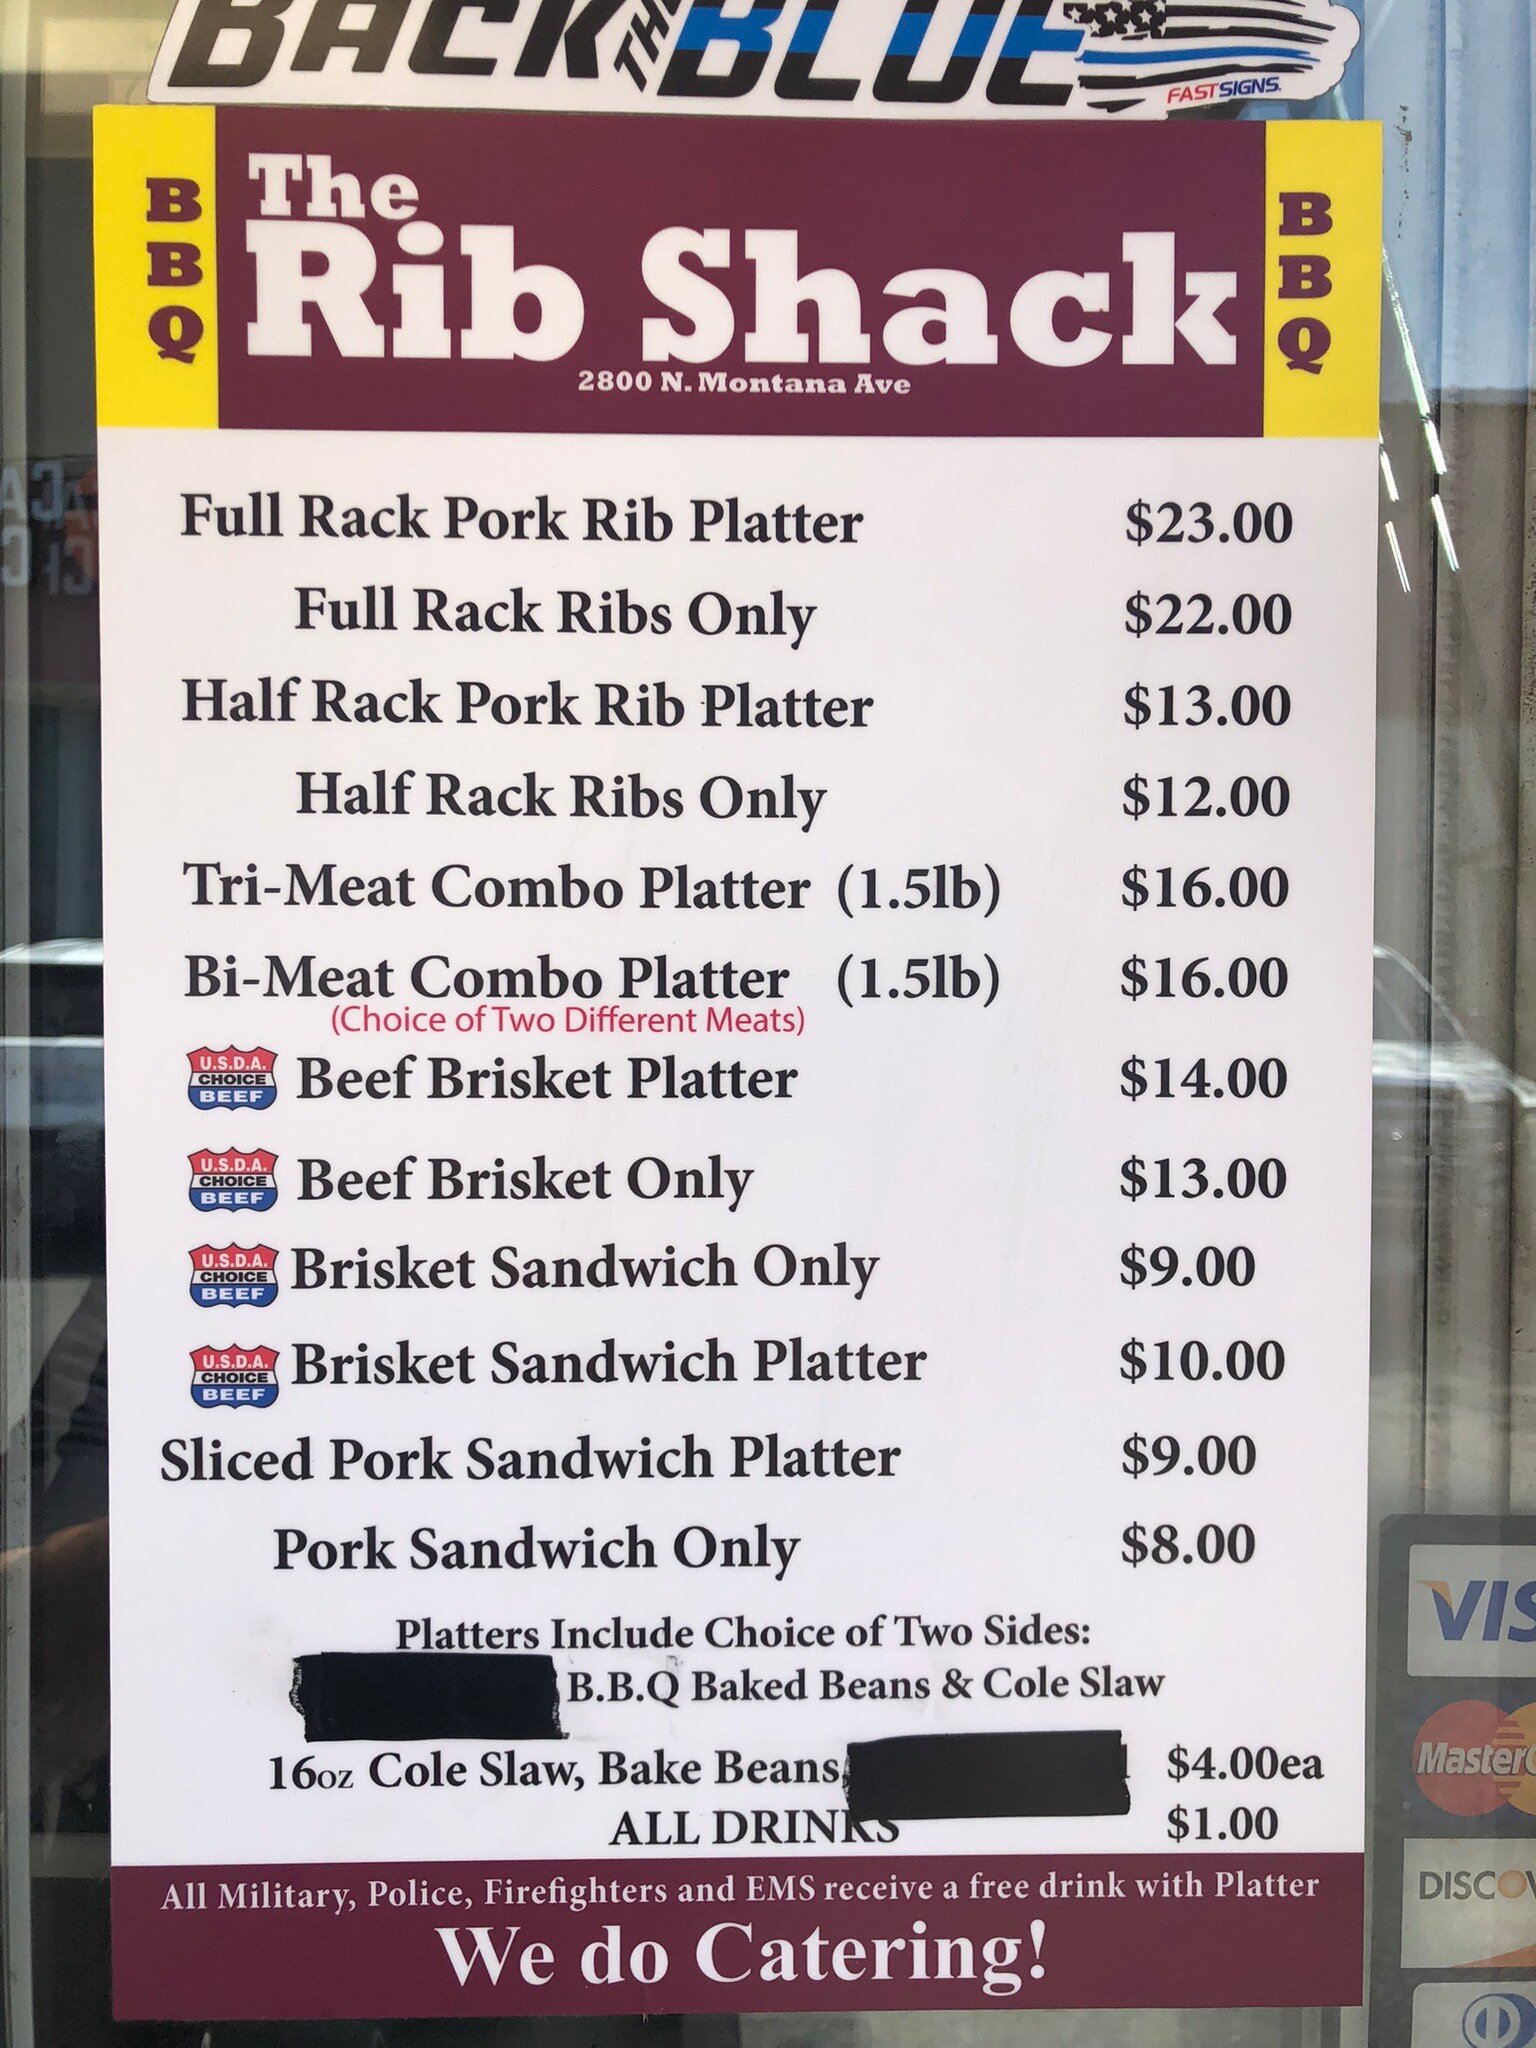 BACK THE BLUE
FASTSIGNS.
BBQ
The
Rib Shack
2800 N. Montana Ave
BBQ
Full Rack Pork Rib Platter $23.00
Full Rack Ribs Only $22.00
Half Rack Pork Rib Platter $13.00
Half Rack Ribs Only $12.00
Tri-Meat Combo Platter (1.5lb) $16.00
Bi-Meat Combo Platter (1.5lb) $16.00
(Choice of Two Different Meats)
U.S.D.A. CHOICE BEEF Beef Brisket Platter $14.00
U.S.D.A. CHOICE BEEF Beef Brisket Only $13.00
U.S.D.A. CHOICE BEEF Brisket Sandwich Only $9.00
U.S.D.A. CHOICE BEEF Brisket Sandwich Platter $10.00
Sliced Pork Sandwich Platter $9.00
Pork Sandwich Only $8.00
Platters Include Choice of Two Sides:
B.B.Q Baked Beans & Cole Slaw
16oz Cole Slaw, Bake Beans, $4.00ea
ALL DRINKS $1.00
All Military, Police, Firefighters and EMS receive a free drink with Platter
We do Catering!
VIS
Master
DISCOV